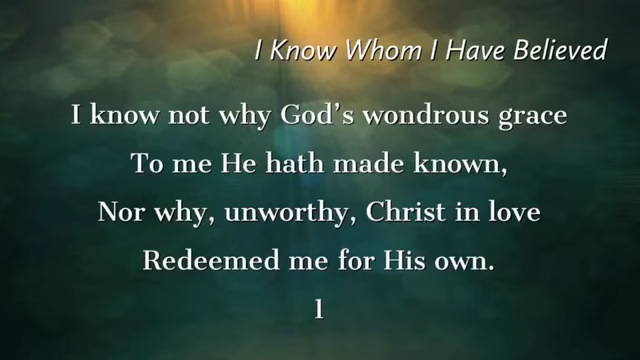 I Know Whom I Have Believed
I know not why God's wondrous grace
To me He hath made known,
Nor why, unworthy, Christ in love
Redeemed me for His own.
1